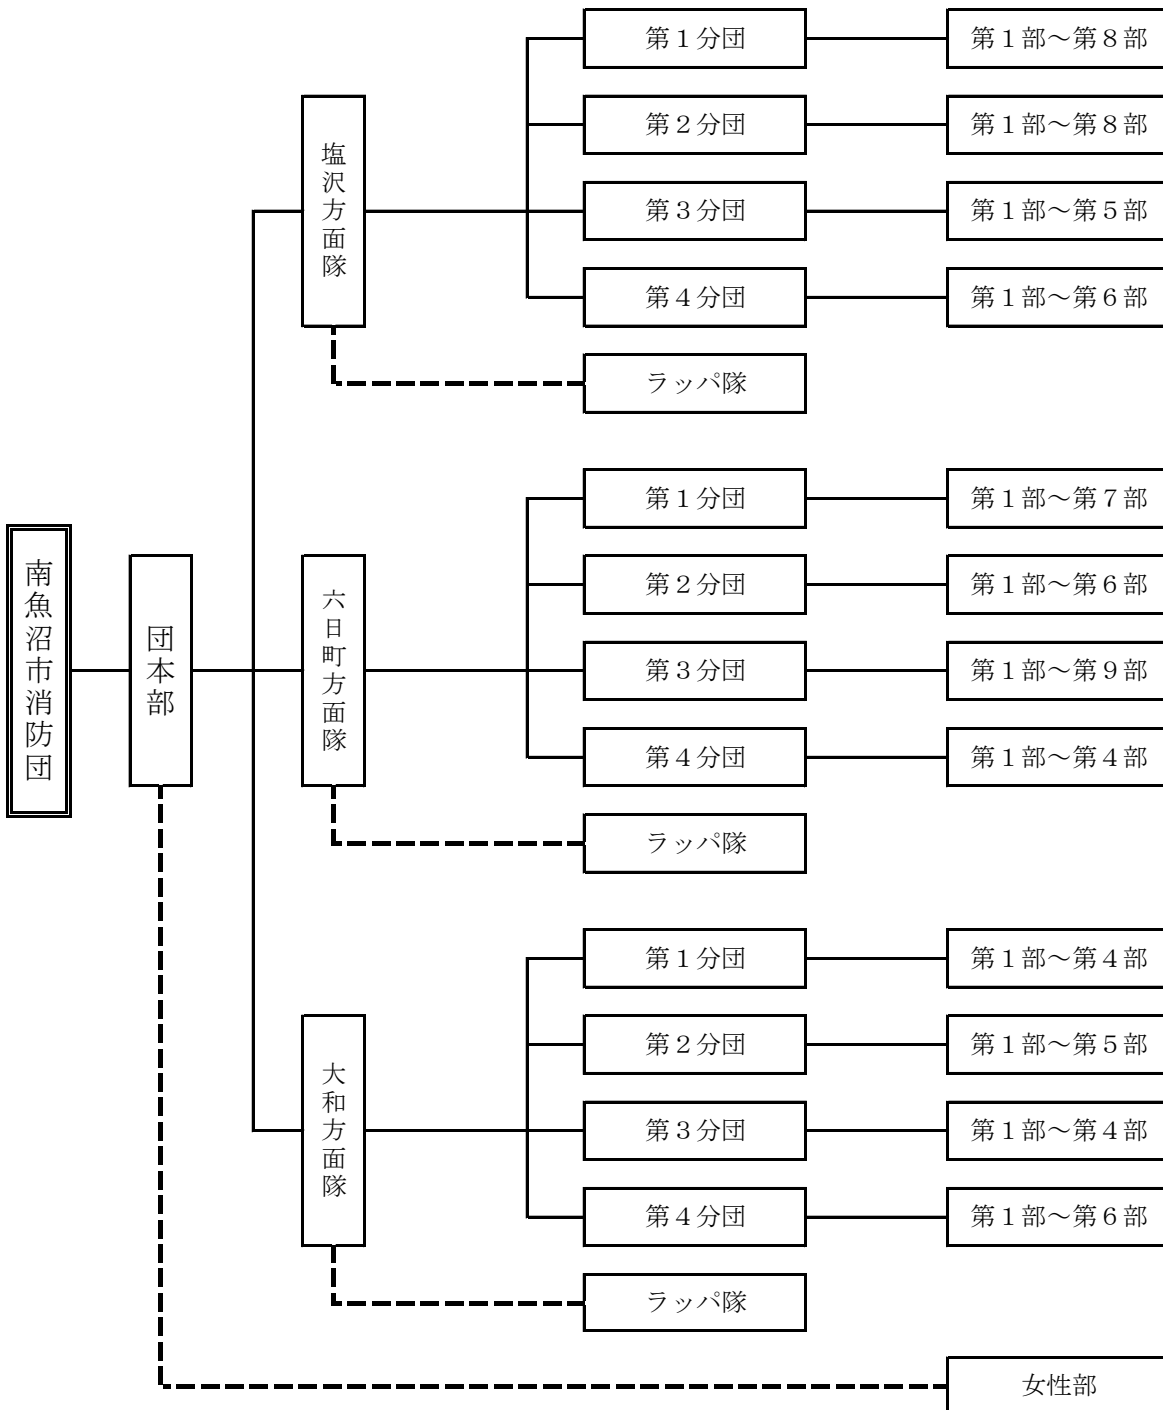 南魚沼市消防団
団本部
塩沢方面隊
第１分団
第１部～第８部
第２分団
第１部～第８部
第３分団
第１部～第５部
第４分団
第１部～第６部
ラッパ隊
六日町方面隊
第１分団
第１部～第７部
第２分団
第１部～第６部
第３分団
第１部～第９部
第４分団
第１部～第４部
ラッパ隊
大和方面隊
第１分団
第１部～第４部
第２分団
第１部～第５部
第３分団
第１部～第４部
第４分団
第１部～第６部
ラッパ隊
女性部